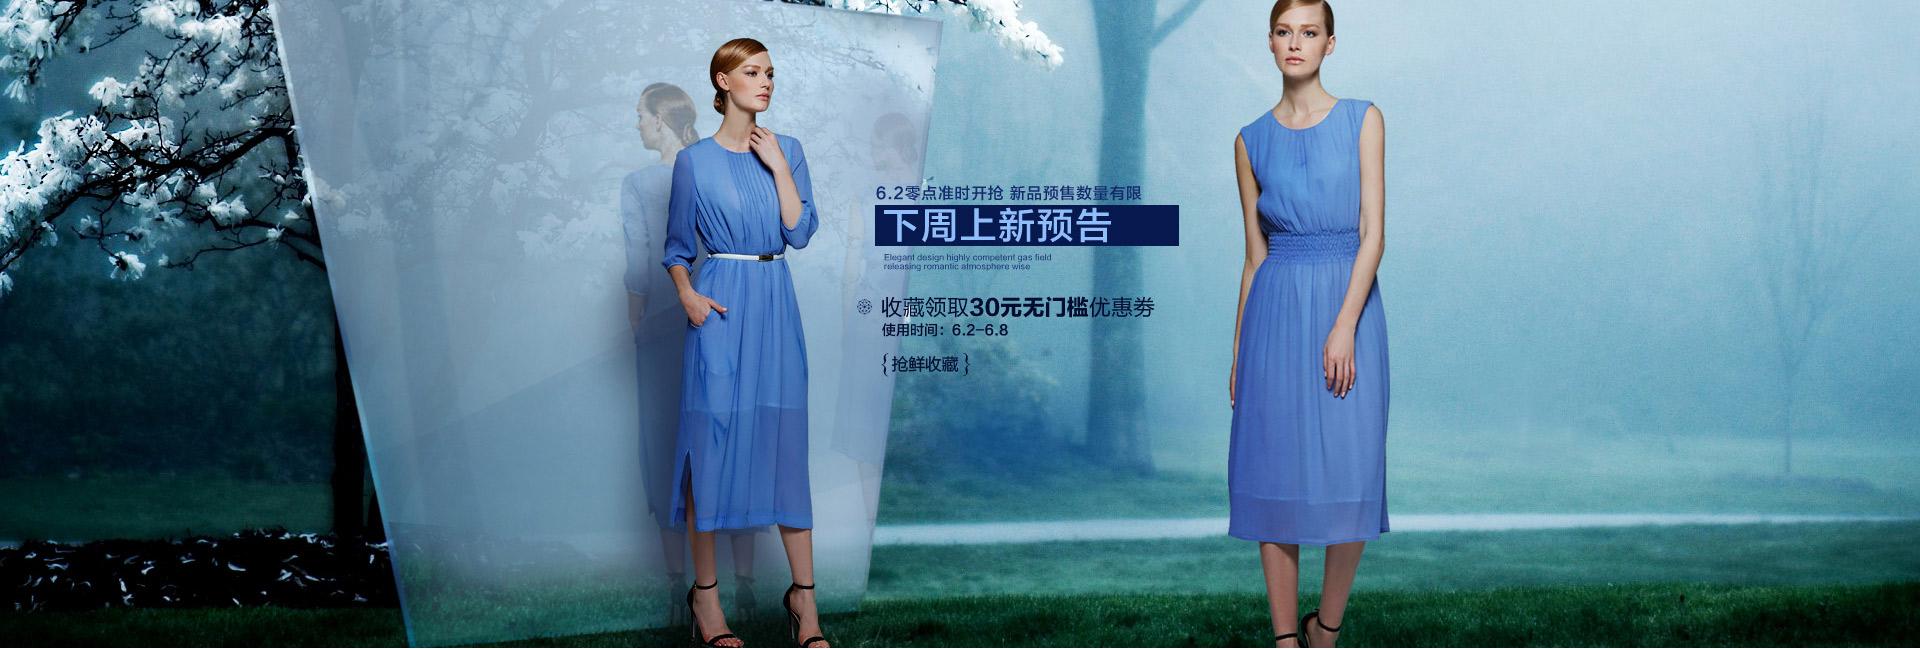 6.2零点准时开抢 新品预售数量有限
下周上新预告
Elegant design highly competent gas field
releasing romantic atmosphere wise
收藏领取30元无门槛优惠券
使用时间：6.2-6.8
{抢鲜收藏}